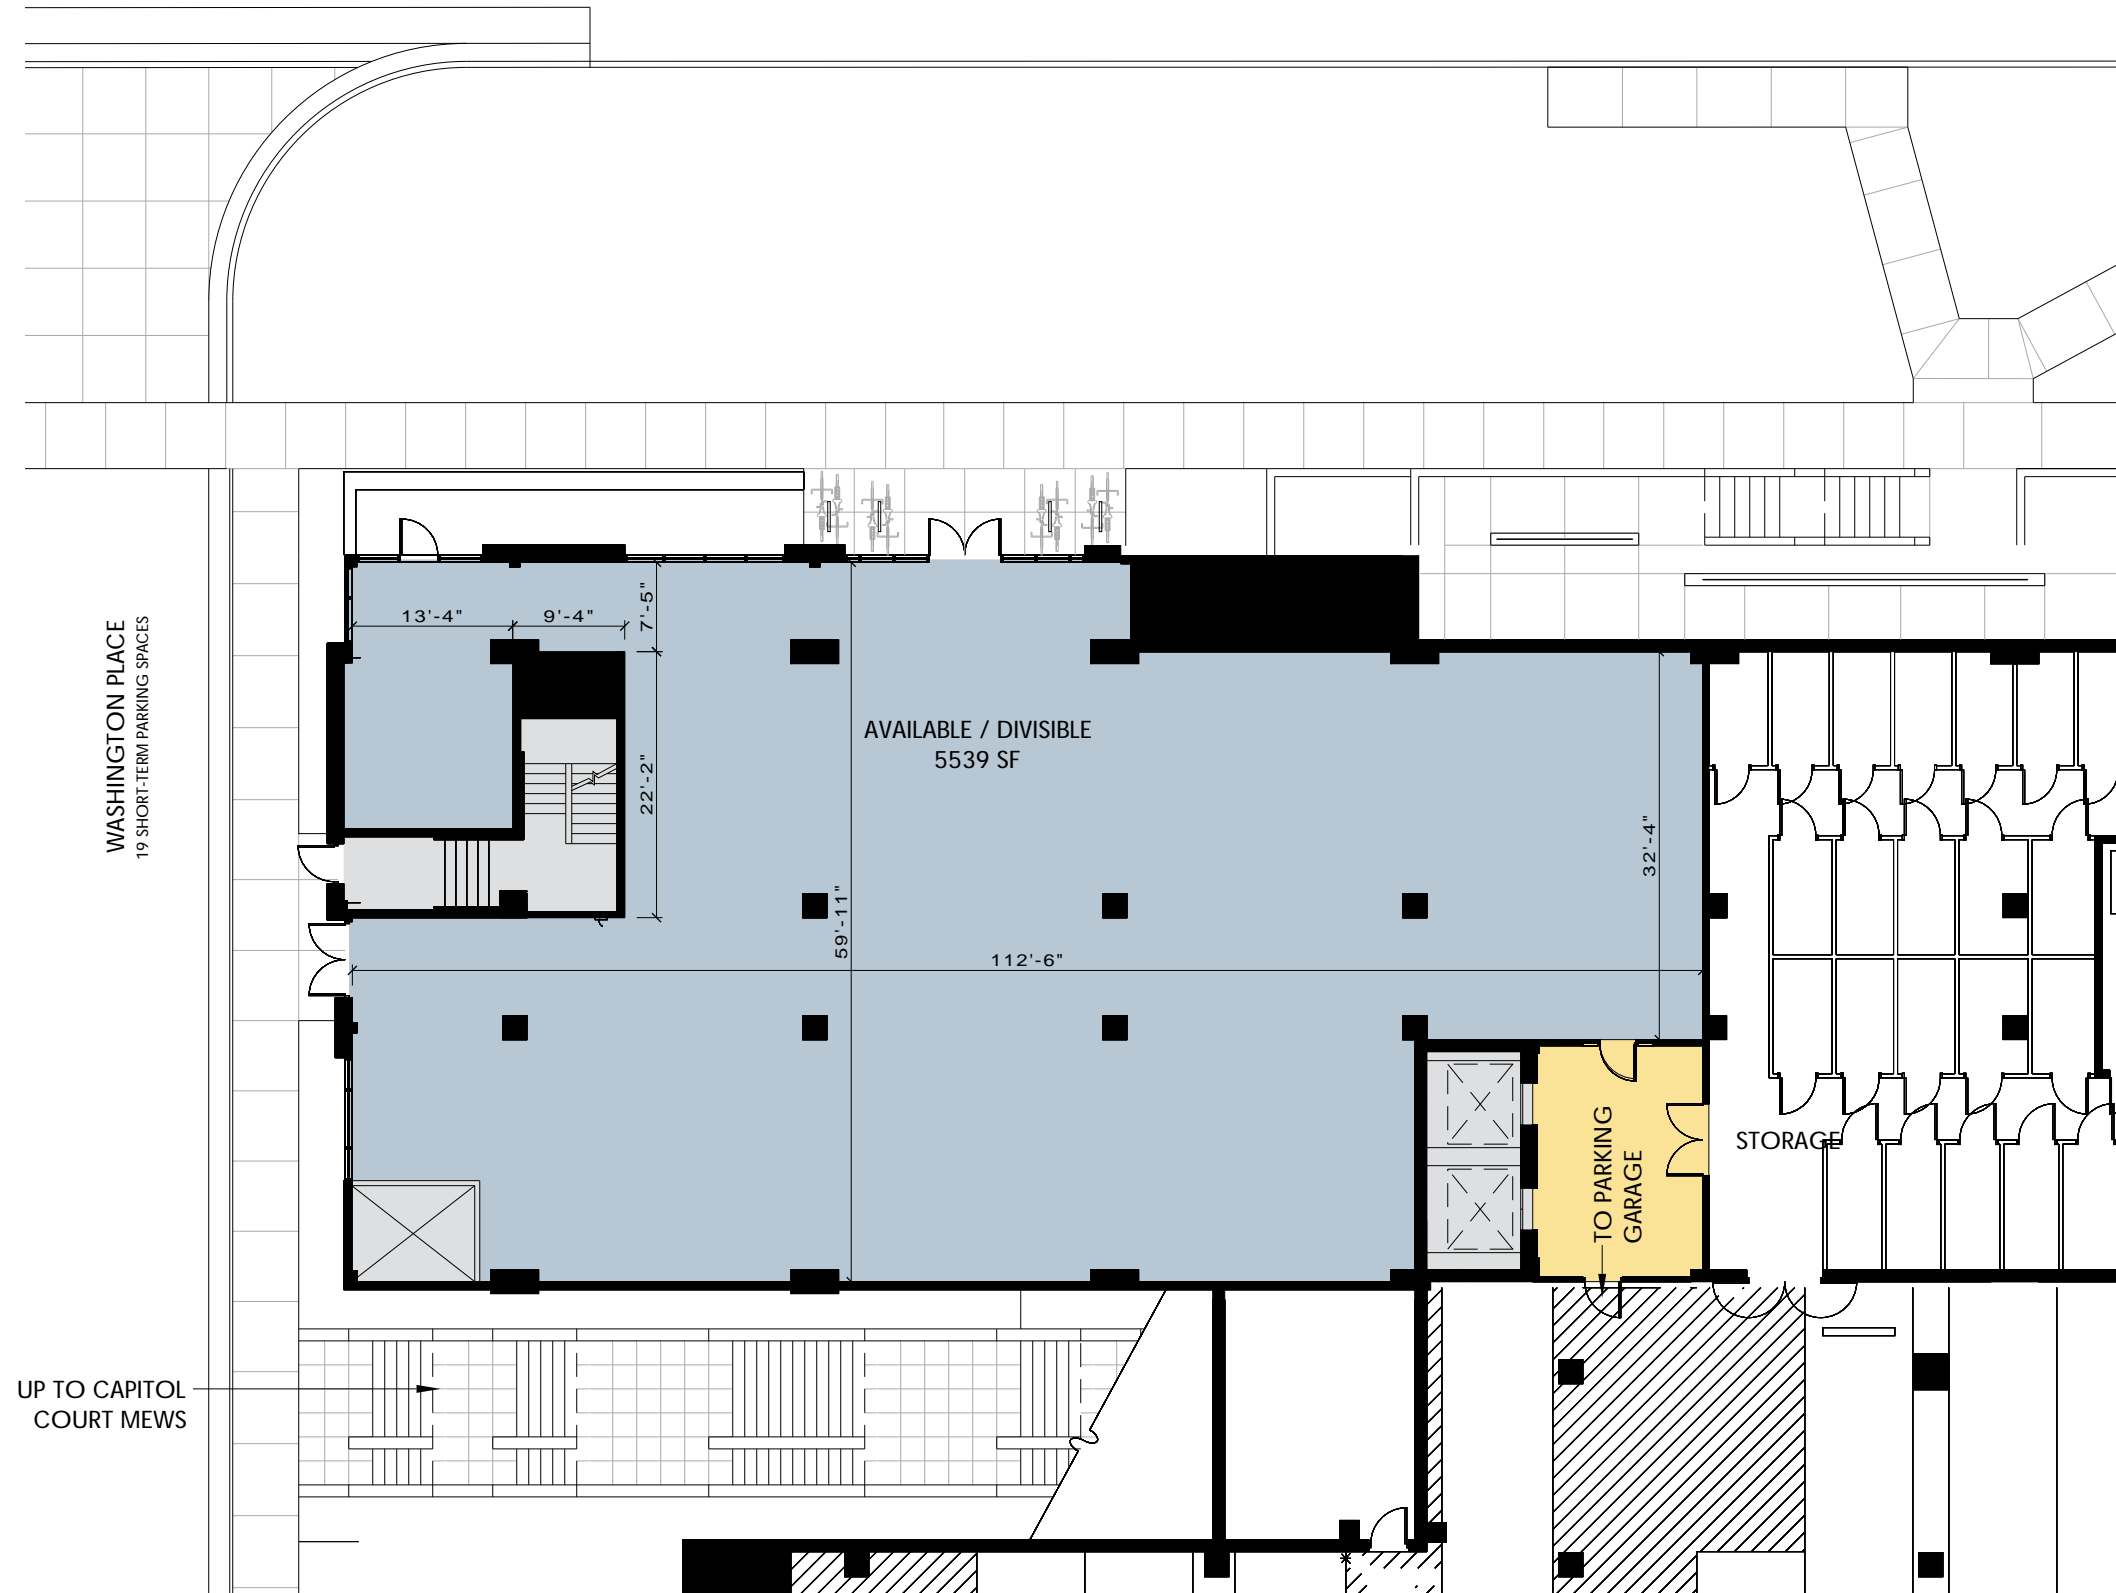 13'-4"
9'-4"
7'-5"
WASHINGTON PLACE
19 SHORT-TERM PARKING SPACES
AVAILABLE / DIVISIBLE
5539 SF
22'-2"
32'-4"
59'-11"
112'-6"
TO PARKING
GARAGE
STORAGE
UP TO CAPITOL
COURT MEWS